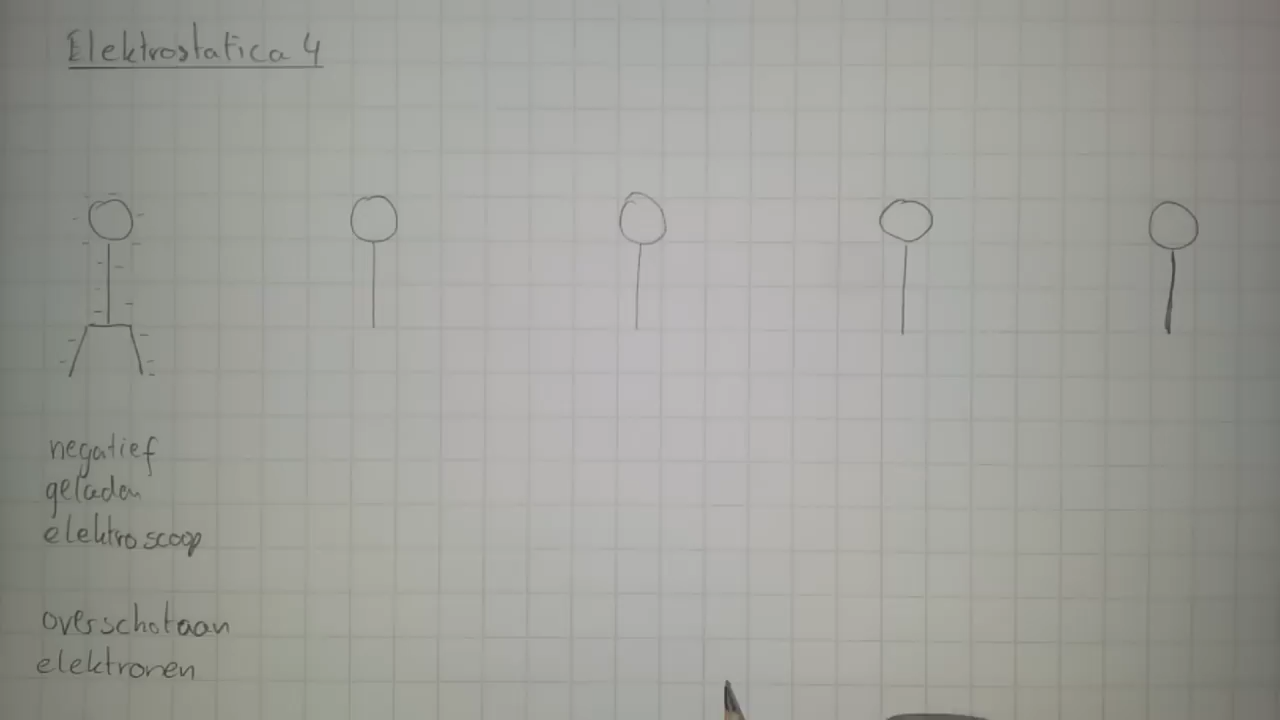 Elektrostatica 4
negatief
geladen
elektroscoop
overschot aan
elektronen